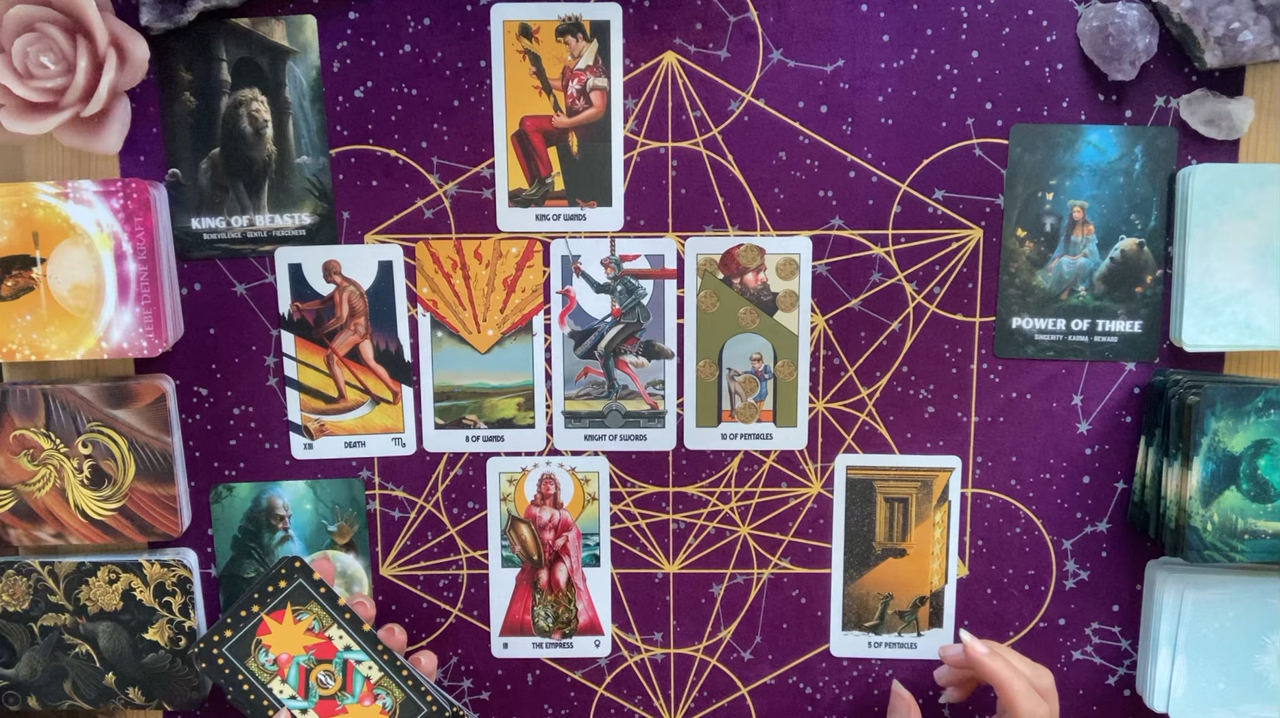 KING OF WANDS
KING OF BEASTS
BENEVOLENCE · GENTLE · FIERCENESS
POWER OF THREE
SINCERITY · KARMA · REWARD
LEBE DEINE KRAFT
XIII DEATH
8 OF WANDS
KNIGHT OF SWORDS
10 OF PENTACLES
III THE EMPRESS
5 OF PENTACLES